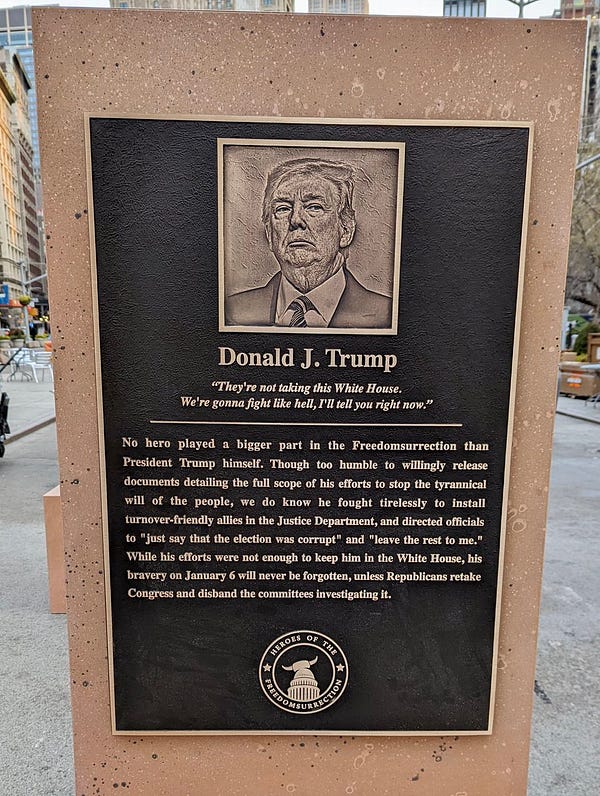 Donald J. Trump
“They're not taking this White House.
We're gonna fight like hell, I'll tell you right now.”
No hero played a bigger part in the Freedomsurrection than
President Trump himself. Though too humble to willingly release
documents detailing the full scope of his efforts to stop the tyrannical
will of the people, we do know he fought tirelessly to install
turnover-friendly allies in the Justice Department, and directed officials
to "just say that the election was corrupt" and "leave the rest to me."
While his efforts were not enough to keep him in the White House, his
bravery on January 6 will never be forgotten, unless Republicans retake
Congress and disband the committees investigating it.
HEROES OF THE
FREEDOMSURRECTION